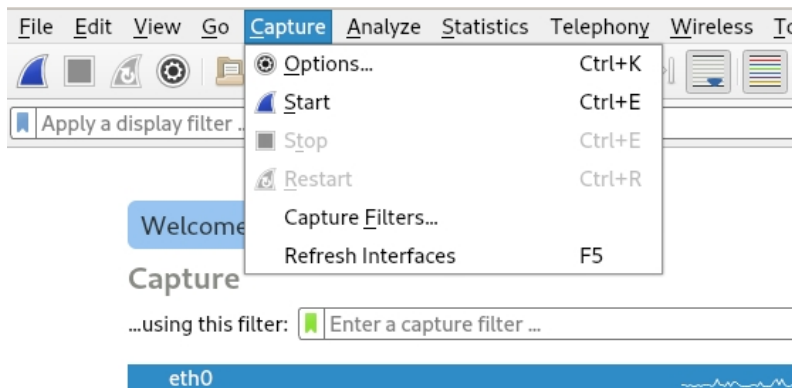 File Edit View Go Capture Analyze Statistics Telephony Wireless
Options... Ctrl+K
Start Ctrl+E
Apply a display filter ..
Stop Ctrl+E
Restart Ctrl+R
Capture Filters...
Welcome
Refresh Interfaces F5
Capture
...using this filter: Enter a capture filter ...
eth0